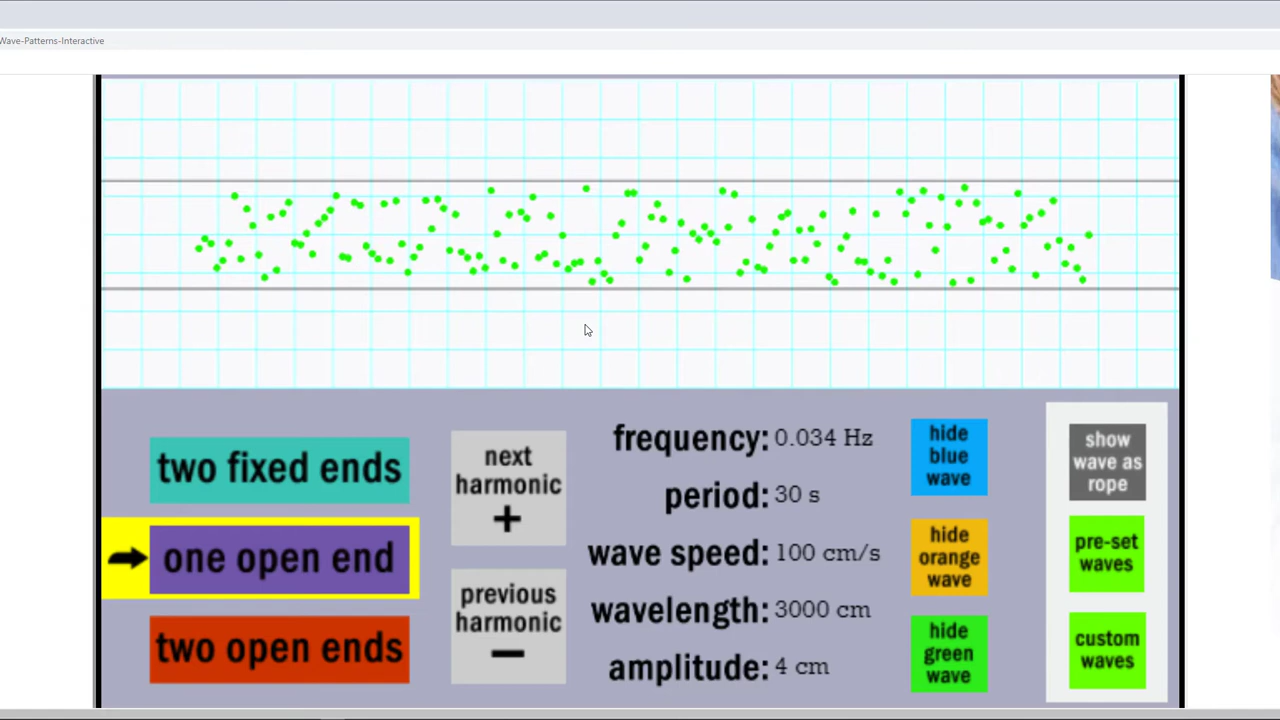 Wave-Patterns-Interactive
two fixed ends
one open end
two open ends
next
harmonic
+
previous
harmonic
−
frequency: 0.034 Hz
period: 30 s
wave speed: 100 cm/s
wavelength: 3000 cm
amplitude: 4 cm
hide
blue
wave
hide
orange
wave
hide
green
wave
show
wave as
rope
pre-set
waves
custom
waves